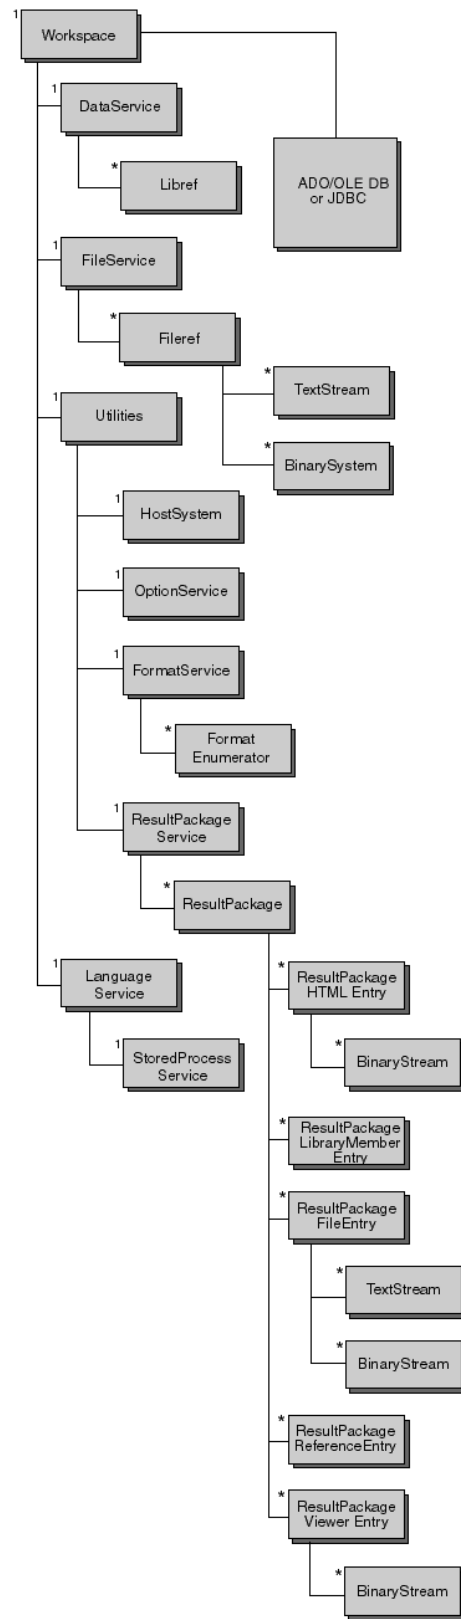 1
Workspace
1
DataService
*
Libref
ADO/OLE DB
or JDBC
1
FileService
*
Fileref
*
TextStream
1
Utilities
*
BinarySystem
1
HostSystem
1
OptionService
1
FormatService
*
Format
Enumerator
1
ResultPackage
Service
*
ResultPackage
1
Language
Service
*
ResultPackage
HTML Entry
1
StoredProcess
Service
*
BinaryStream
*
ResultPackage
LibraryMember
Entry
*
ResultPackage
FileEntry
*
TextStream
*
BinaryStream
*
ResultPackage
ReferenceEntry
*
ResultPackage
Viewer Entry
*
BinaryStream